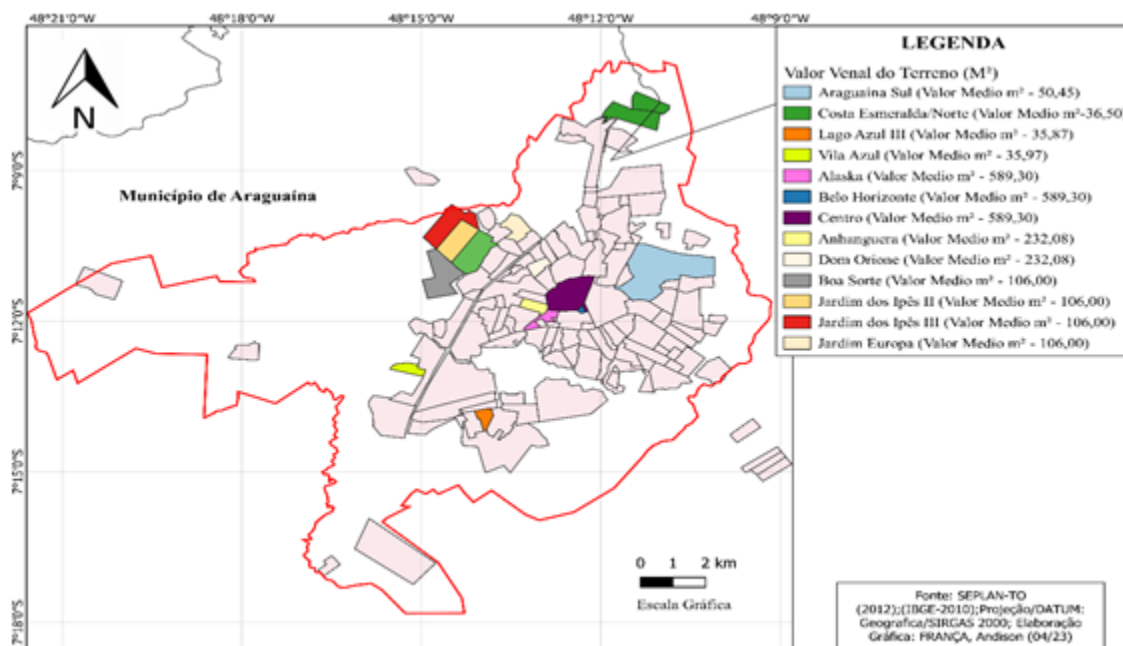 48°21'0"W 48°18'0"W 48°15'0"W 48°12'0"W 48°9'0"W
N
Município de Araguaína
7°9'0"S
7°12'0"S
7°15'0"S
7°18'0"S
LEGENDA
Valor Venal do Terreno (M²)
Araguaina Sul (Valor Medio m² - 50,45)
Costa Esmeralda/Norte (Valor Medio m²-36,50)
Lago Azul III (Valor Medio m² - 35,87)
Vila Azul (Valor Medio m² - 35,97)
Alaska (Valor Medio m² - 589,30)
Belo Horizonte (Valor Medio m² - 589,30)
Centro (Valor Medio m² - 589,30)
Anhanguera (Valor Medio m² - 232,08)
Dom Orione (Valor Medio m² - 232,08)
Boa Sorte (Valor Medio m² - 106,00)
Jardim dos Ipês II (Valor Medio m² - 106,00)
Jardim dos Ipês III (Valor Medio m² - 106,00)
Jardim Europa (Valor Medio m² - 106,00)
0 1 2 km
Escala Gráfica
Fonte: SEPLAN-TO
(2012);(IBGE-2010);Projeção/DATUM:
Geografica/SIRGAS 2000; Elaboração
Gráfica: FRANÇA, Andison (04/23)